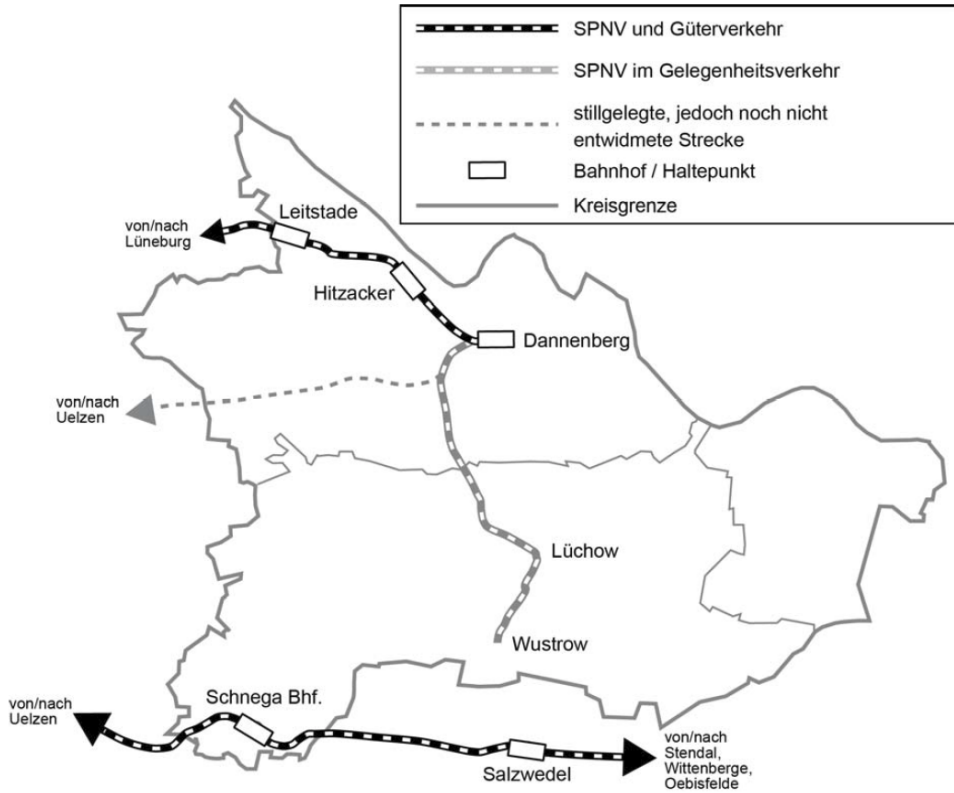 SPNV und Güterverkehr
SPNV im Gelegenheitsverkehr
stillgelegte, jedoch noch nicht
entwidmete Strecke
Bahnhof / Haltepunkt
Kreisgrenze
Leitstade
von/nach
Lüneburg
Hitzacker
Dannenberg
von/nach
Uelzen
Lüchow
Wustrow
Schnega Bhf.
von/nach
Uelzen
Salzwedel
von/nach
Stendal,
Wittenberge,
Oebisfelde